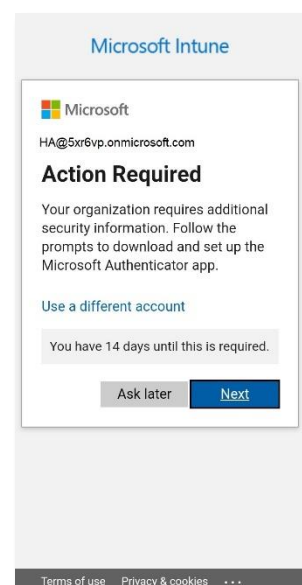 Microsoft Intune
Microsoft
HA@5xr6vp.onmicrosoft.com
Action Required
Your organization requires additional
security information. Follow the
prompts to download and set up the
Microsoft Authenticator app.
Use a different account
You have 14 days until this is required.
Ask later Next
Terms of use Privacy & cookies ...